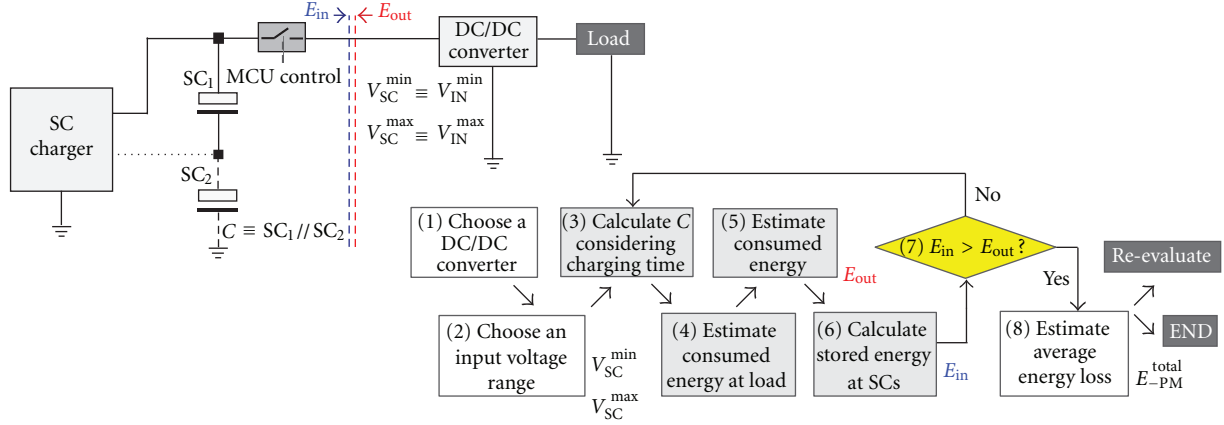 E_in
E_out
DC/DC
converter
Load
MCU control
SC_1
V_SC^min ≡ V_IN^min
V_SC^max ≡ V_IN^max
SC
charger
SC_2
C ≡ SC_1//SC_2
(1) Choose a
DC/DC
converter
(2) Choose an
input voltage
range
V_SC^min
V_SC^max
(3) Calculate C
considering
charging time
(4) Estimate
consumed
energy at load
(5) Estimate
consumed
energy
E_out
(6) Calculate
stored energy
at SCs
E_in
(7) E_in > E_out ?
No
Yes
(8) Estimate
average
energy loss
E_−PM^total
Re-evaluate
END